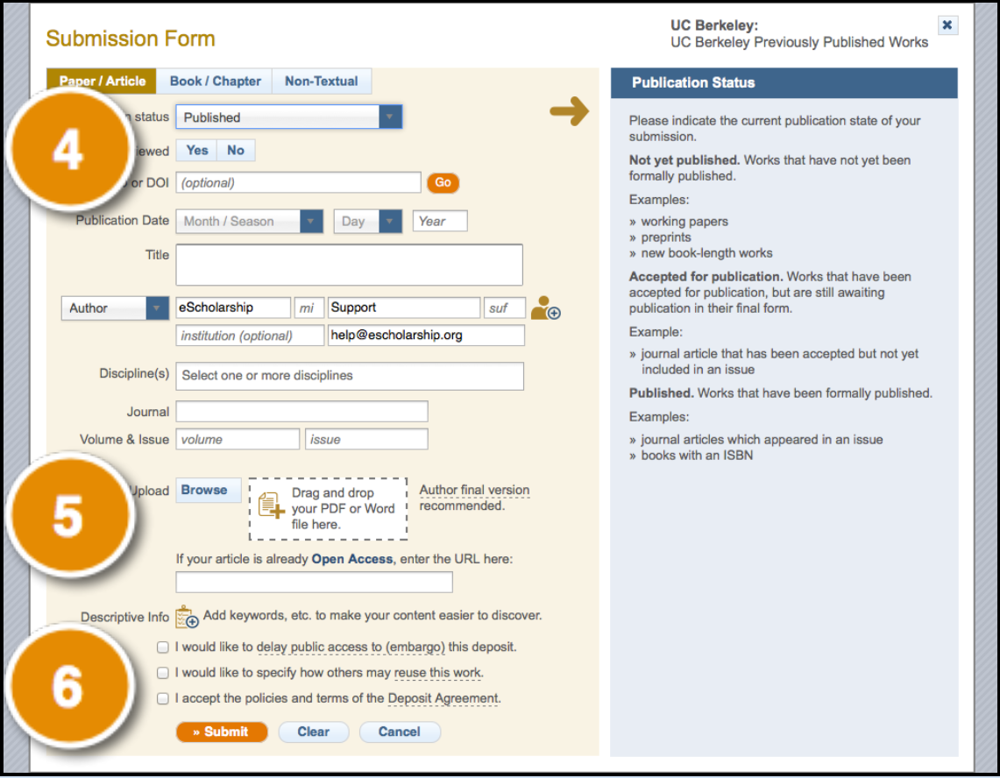 Submission Form
UC Berkeley:
UC Berkeley Previously Published Works
Paper / Article
Book / Chapter
Non-Textual
4
status
Published
Yes
No
or DOI
(optional)
Go
Publication Date
Month / Season
Day
Year
Title
Author
eScholarship
mi
Support
suf
institution (optional)
help@escholarship.org
Discipline(s)
Select one or more disciplines
Journal
Volume & Issue
volume
issue
5
Upload
Browse
Drag and drop
your PDF or Word
file here.
Author final version
recommended.
If your article is already Open Access, enter the URL here:
Descriptive Info
Add keywords, etc. to make your content easier to discover.
6
I would like to delay public access to (embargo) this deposit.
I would like to specify how others may reuse this work.
I accept the policies and terms of the Deposit Agreement.
» Submit
Clear
Cancel
Publication Status
Please indicate the current publication state of your
submission.
Not yet published. Works that have not yet been
formally published.
Examples:
» working papers
» preprints
» new book-length works
Accepted for publication. Works that have been
accepted for publication, but are still awaiting
publication in their final form.
Example:
» journal article that has been accepted but not yet
included in an issue
Published. Works that have been formally published.
Examples:
» journal articles which appeared in an issue
» books with an ISBN